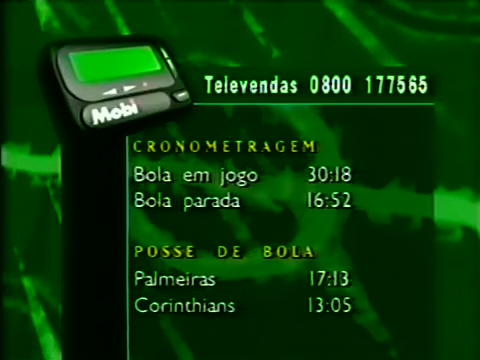 Televendas 0800 177565
Mobi
CRONOMETRAGEM
Bola em jogo 30:18
Bola parada 16:52
POSSE DE BOLA
Palmeiras 17:13
Corinthians 13:05